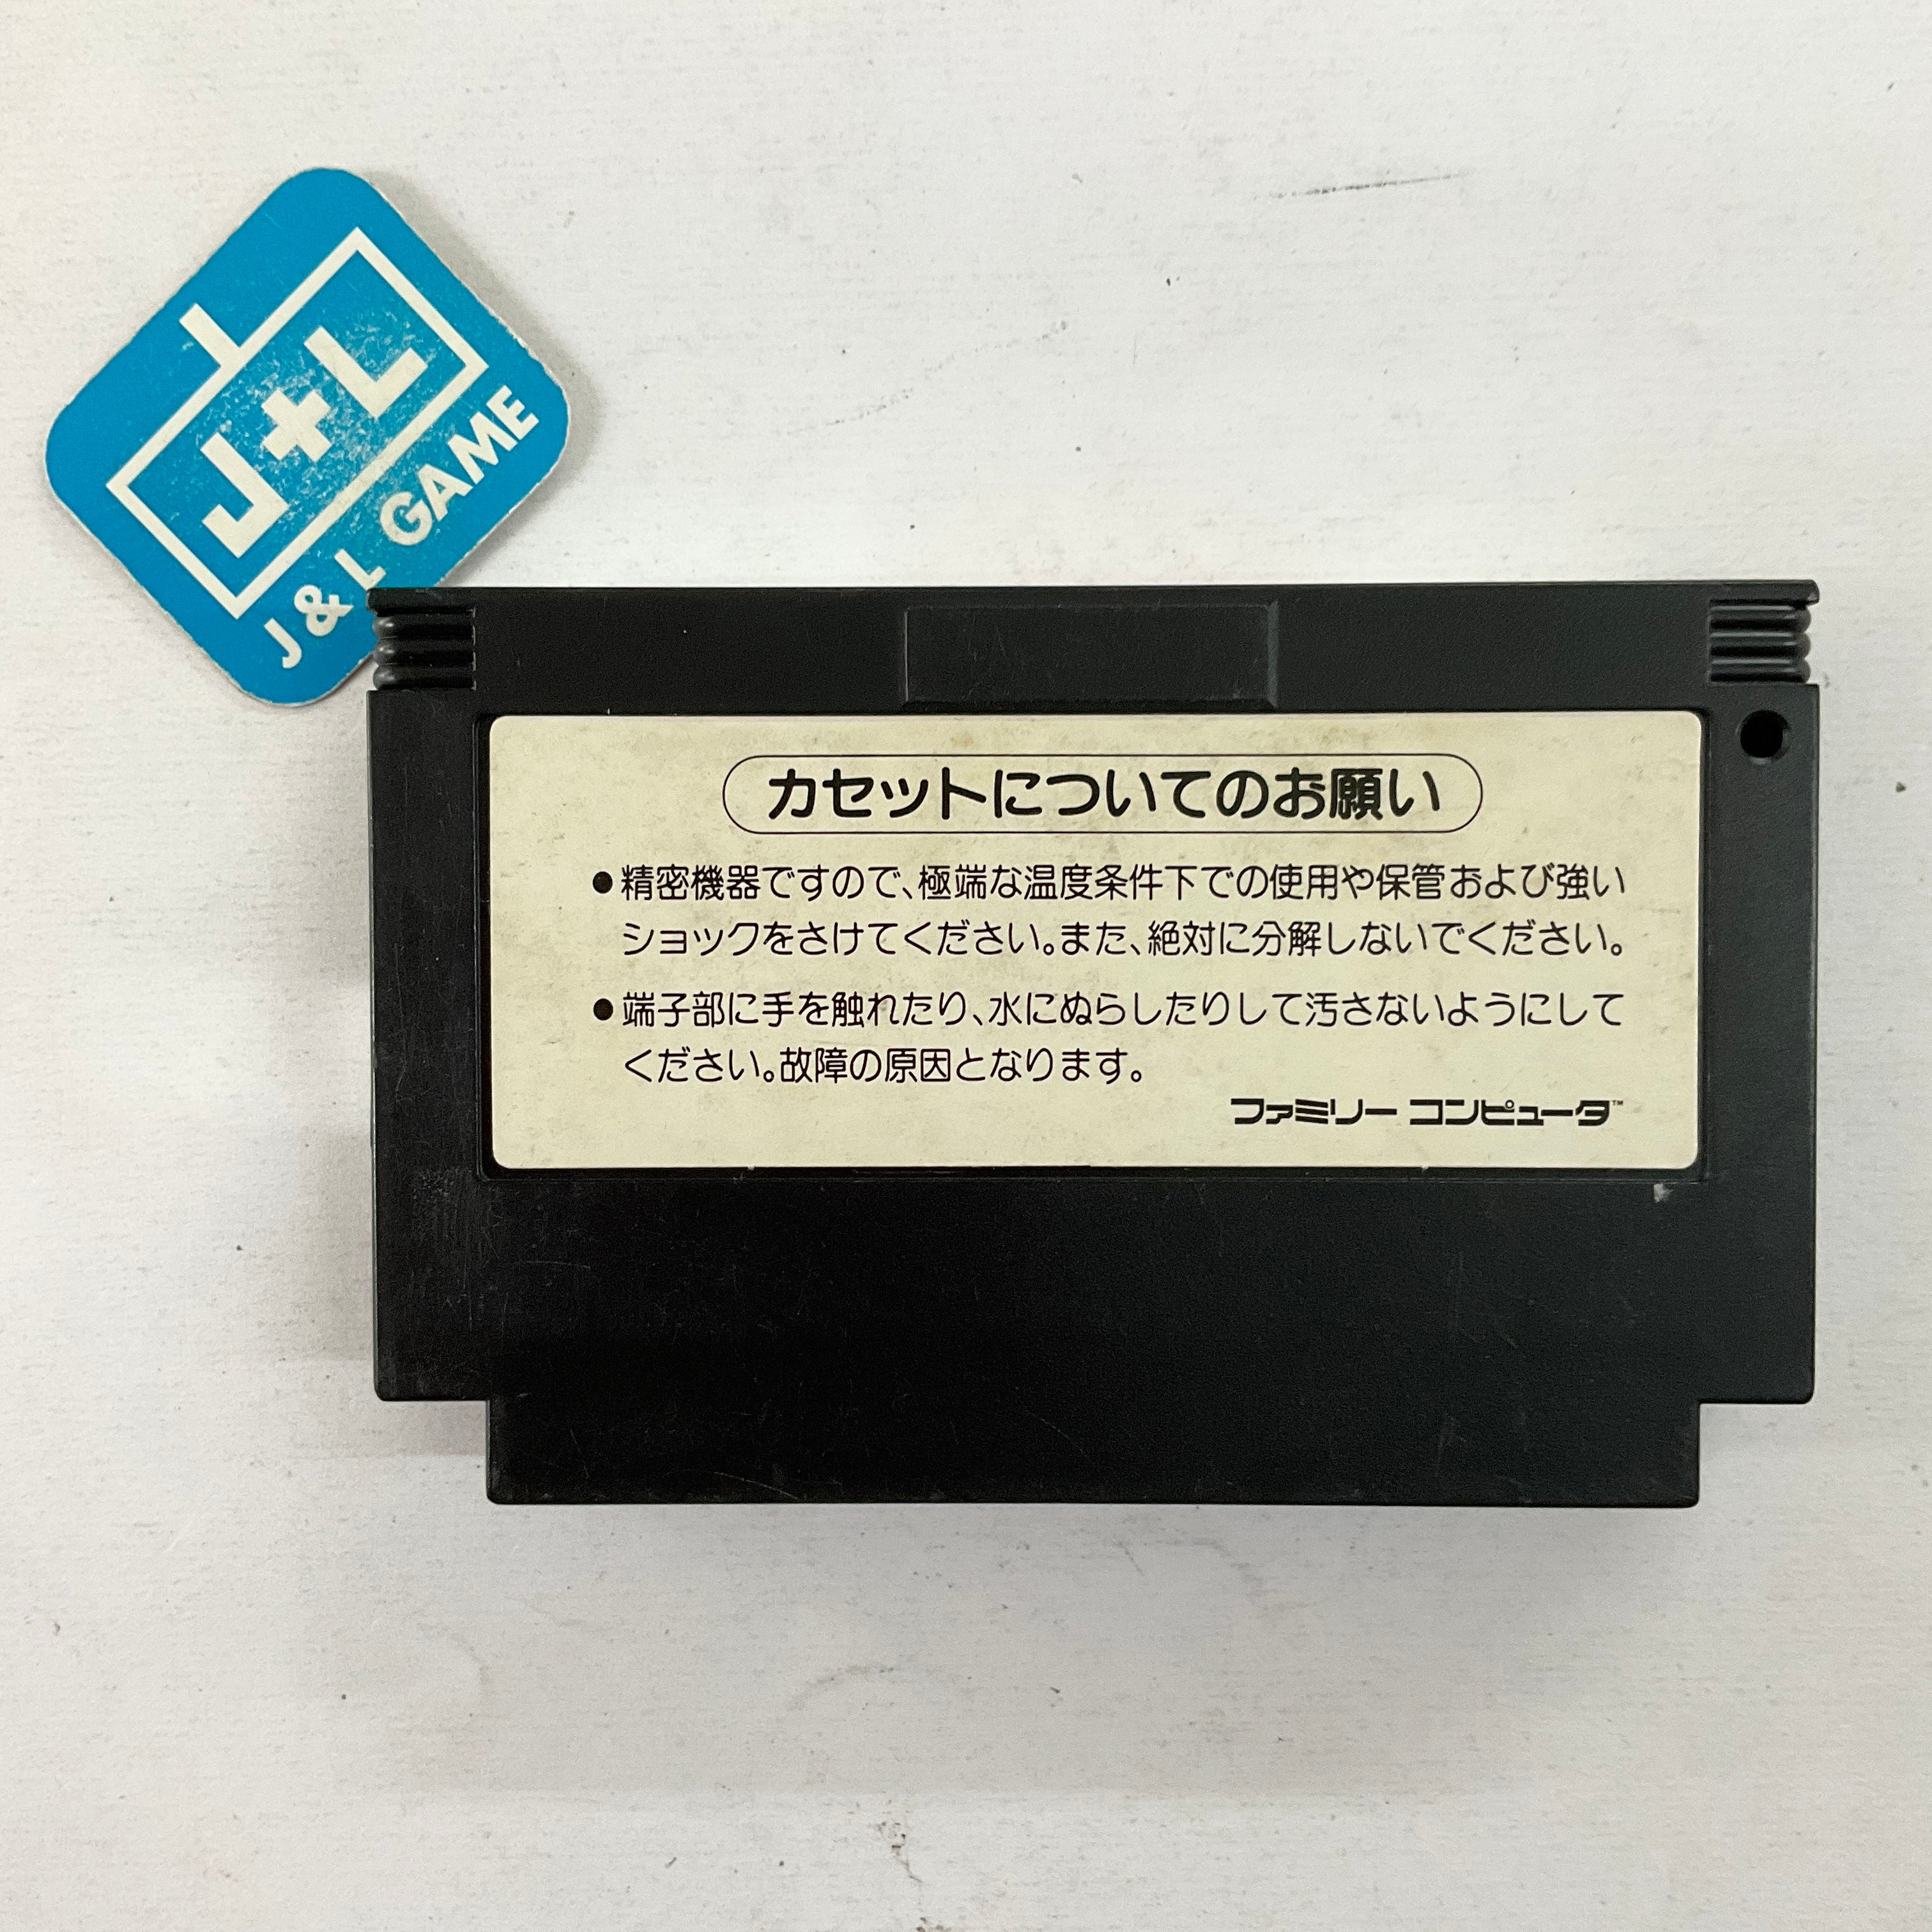 J+L
J & L GAME
カセットについてのお願い
●精密機器ですので、極端な温度条件下での使用や保管および強い
ショックをさけてください。また、絶対に分解しないでください。
●端子部に手を触れたり、水にぬらしたりして汚さないようにして
ください。故障の原因となります。
ファミリー コンピュータ™